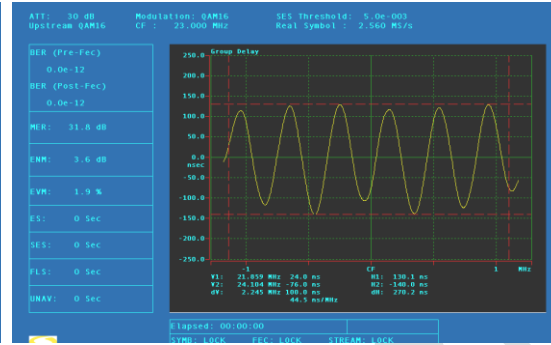 ATT: 30 dB Modulation: QAM16 SES Threshold: 5.0e-003
Upstream QAM16 CF : 23.000 MHz Real Symbol : 2.560 MS/s
BER (Pre-Fec)
0.0e-12
BER (Post-Fec)
0.0e-12
MER: 31.8 dB
ENM: 3.6 dB
EVM: 1.9 %
ES: 0 Sec
SES: 0 Sec
FLS: 0 Sec
UNAV: 0 Sec
Group Delay
250.0
200.0
150.0
100.0
50.0
0.0
nsec
-50.0
-100.0
-150.0
-200.0
-250.0
-1 CF 1 MHz
V1: 21.859 MHz 24.0 ns H1: 130.1 ns
V2: 24.104 MHz -76.0 ns H2: -140.0 ns
dV: 2.245 MHz 100.0 ns dH: 270.2 ns
44.5 ns/MHz
Elapsed: 00:00:00
SYMB: LOCK FEC: LOCK STREAM: LOCK